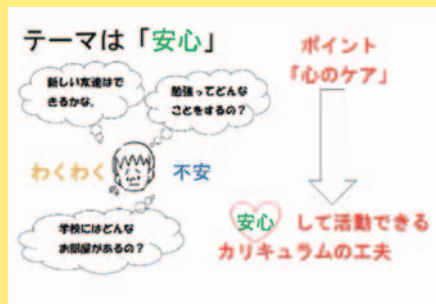 テーマは「安心」
新しい友達はで
きるかな。
勉強ってどんな
ことをするの？
わくわく
不安
学校にはどんな
お部屋があるの？
ポイント
「心のケア」
安心 して活動できる
カリキュラムの工夫